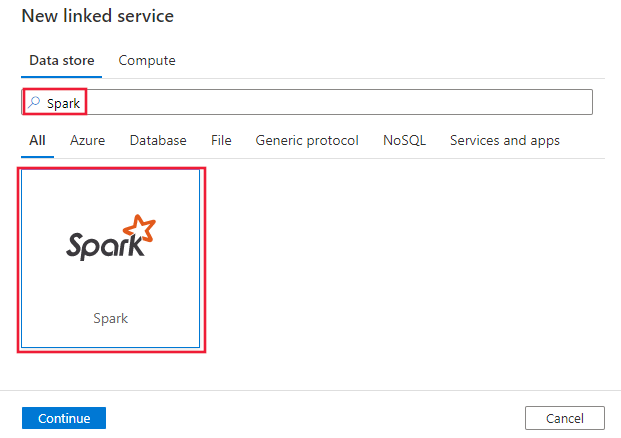 New linked service
Data store Compute
Spark
All Azure Database File Generic protocol NoSQL Services and apps
Spark
Spark
Continue Cancel